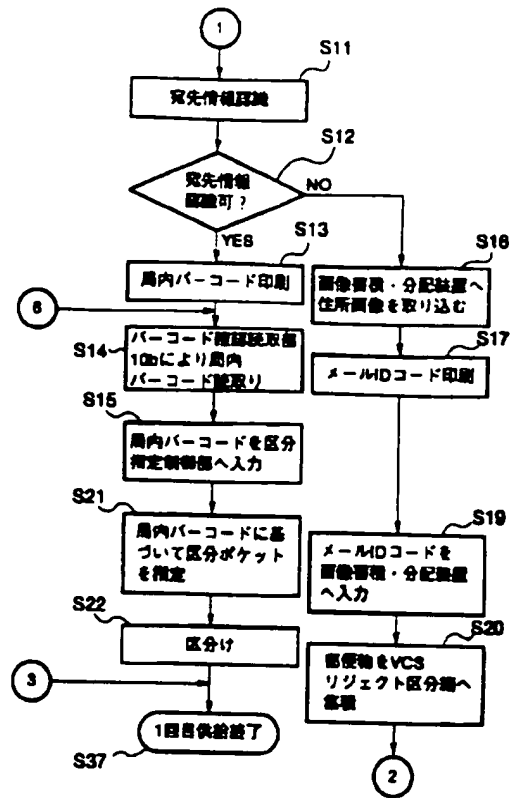 1
S11
宛先情報認識
S12
宛先情報
認識可？
NO
YES
S13
局内バーコード印刷
6
S14
バーコード確認読取部
10bにより局内
バーコード読取り
S15
局内バーコードを区分
指定制御部へ入力
S21
局内バーコードに基
づいて区分ポケット
を指定
S22
区分け
3
1回目供給終了
S37
S16
画像蓄積・分配装置へ
住所画像を取り込む
S17
メールIDコード印刷
S19
メールIDコードを
画像蓄積・分配装置
へ入力
S20
郵便物をVCS
リジェクト区分箱へ
集積
2